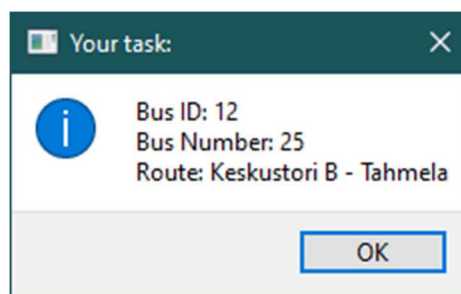 Your task:
Bus ID: 12
Bus Number: 25
Route: Keskustori B - Tahmela
OK